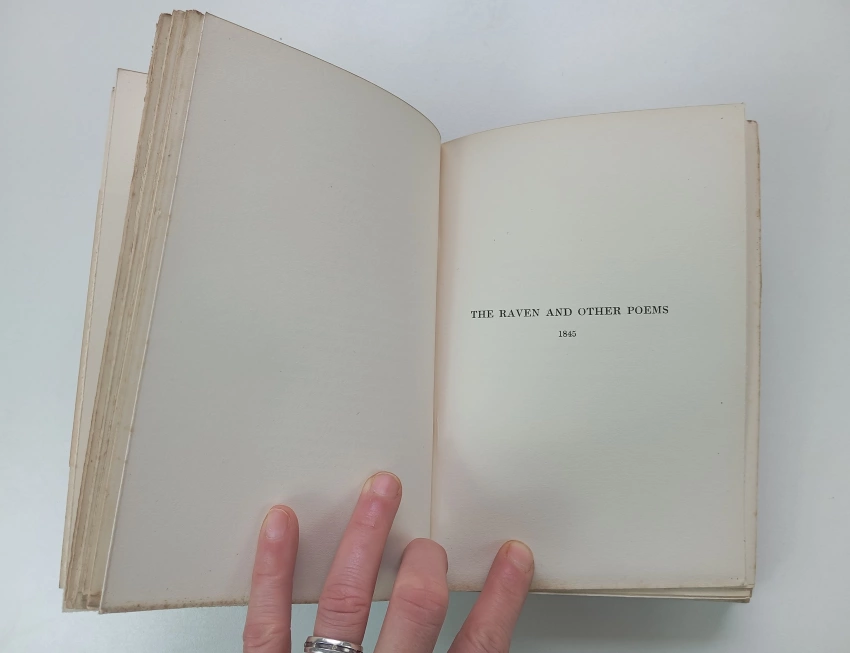 THE RAVEN AND OTHER POEMS
1845